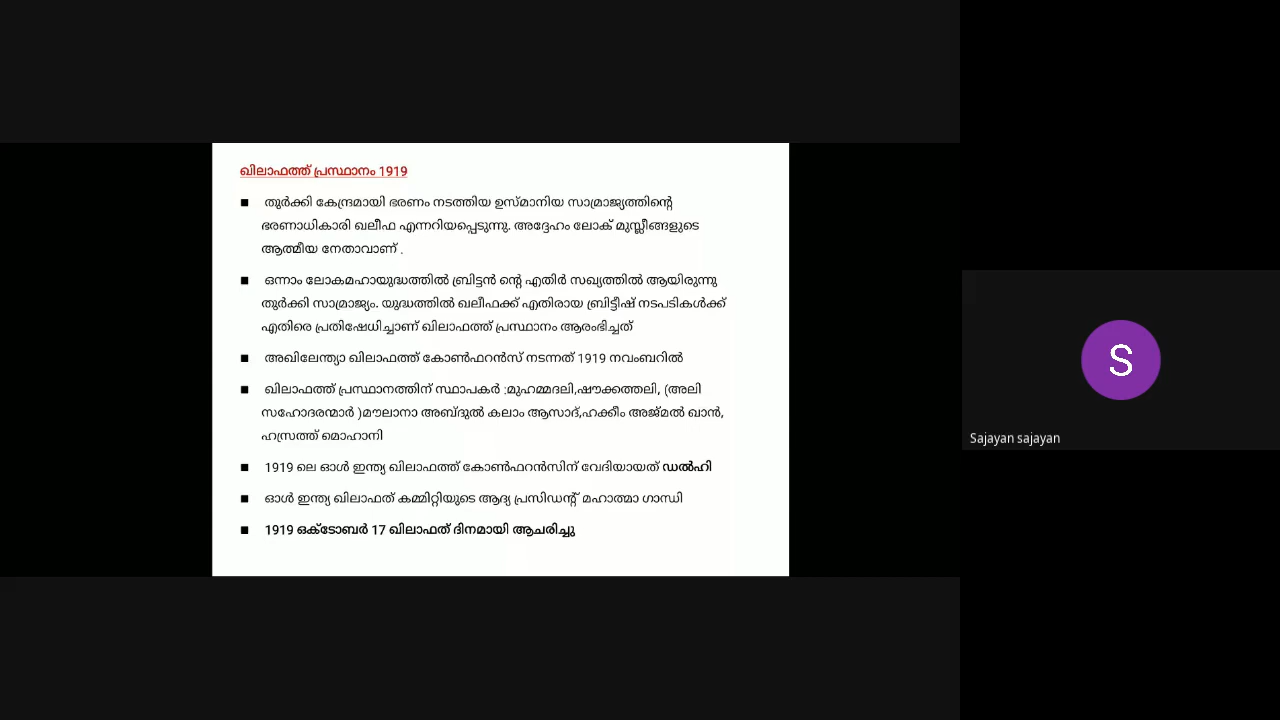 ഖിലാഫത്ത് പ്രസ്ഥാനം 1919
■ തുർക്കി കേന്ദ്രമായി ഭരണം നടത്തിയ ഉസ്മാനിയ സാമ്രാജ്യത്തിന്റെ
ഭരണാധികാരി ഖലീഫ എന്നറിയപ്പെടുന്നു. അദ്ദേഹം ലോക് മുസ്ലീങ്ങളുടെ
ആത്മീയ നേതാവാണ് .
■ ഒന്നാം ലോകമഹായുദ്ധത്തിൽ ബ്രിട്ടൻ ന്റെ എതിർ സഖ്യത്തിൽ ആയിരുന്നു
തുർക്കി സാമ്രാജ്യം. യുദ്ധത്തിൽ ഖലീഫക്ക് എതിരായ ബ്രിട്ടീഷ് നടപടികൾക്ക്
എതിരെ പ്രതിഷേധിച്ചാണ് ഖിലാഫത്ത് പ്രസ്ഥാനം ആരംഭിച്ചത്
■ അഖിലേന്ത്യാ ഖിലാഫത്ത് കോൺഫറൻസ് നടന്നത് 1919 നവംബറിൽ
■ ഖിലാഫത്ത് പ്രസ്ഥാനത്തിന് സ്ഥാപകർ :മുഹമ്മദലി,ഷൗക്കത്തലി, (അലി
സഹോദരന്മാർ )മൗലാനാ അബ്ദുൽ കലാം ആസാദ്,ഹക്കീം അജ്മൽ ഖാൻ,
ഹസ്രത്ത് മൊഹാനി
■ 1919 ലെ ഓൾ ഇന്ത്യ ഖിലാഫത്ത് കോൺഫറൻസിന് വേദിയായത് ഡൽഹി
■ ഓൾ ഇന്ത്യ ഖിലാഫത് കമ്മിറ്റിയുടെ ആദ്യ പ്രസിഡന്റ് മഹാത്മാ ഗാന്ധി
■ 1919 ഒക്ടോബർ 17 ഖിലാഫത് ദിനമായി ആചരിച്ചു
S
Sajayan sajayan